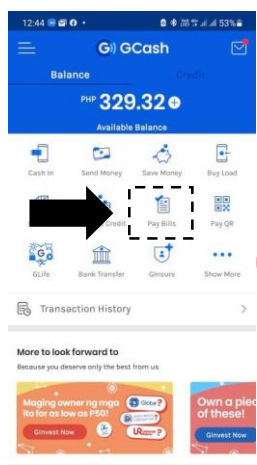 12:44
53%
G) GCash
Balance
Credit
PHP 329.32
Available Balance
Cash In Send Money Save Money Buy Load
Credit Pay Bills Pay QR
GLife Bank Transfer Ginsure Show More
Transaction History
More to look forward to
Because you deserve only the best from us
Maging owner ng mga
ito for as low as P50!
Globe?
Ginvest Now
Own a piec
of these!
Ginvest Now